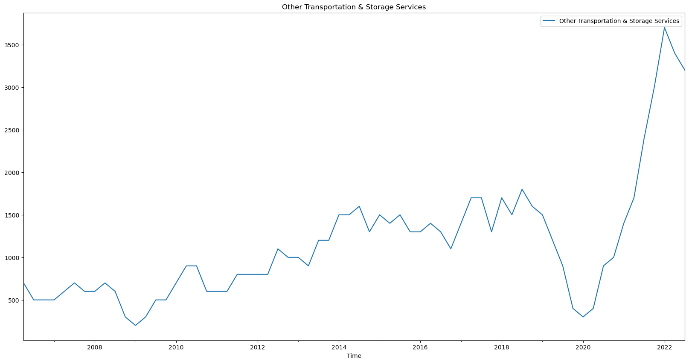 Other Transportation & Storage Services
Other Transportation & Storage Services
3500
3000
2500
2000
1500
1000
500
2008 2010 2012 2014 2016 2018 2020 2022
Time